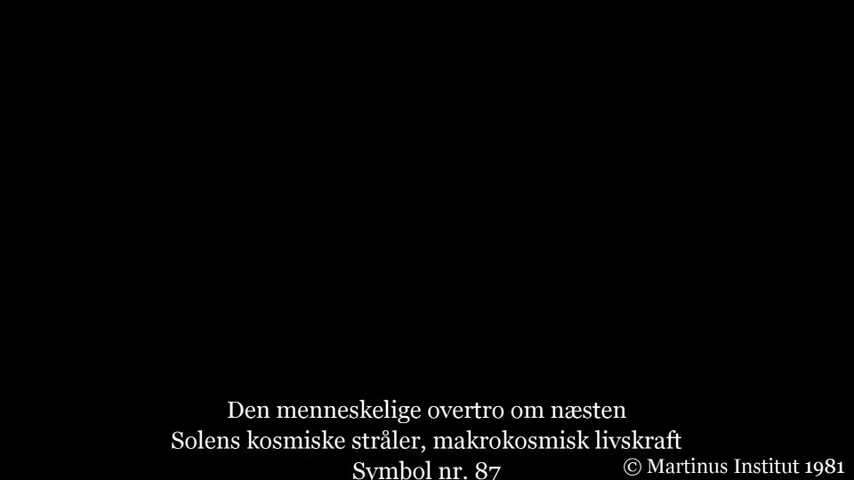 Den menneskelige overtro om næsten
Solens kosmiske stråler, makrokosmisk livskraft
Symbol nr. 87
© Martinus Institut 1981